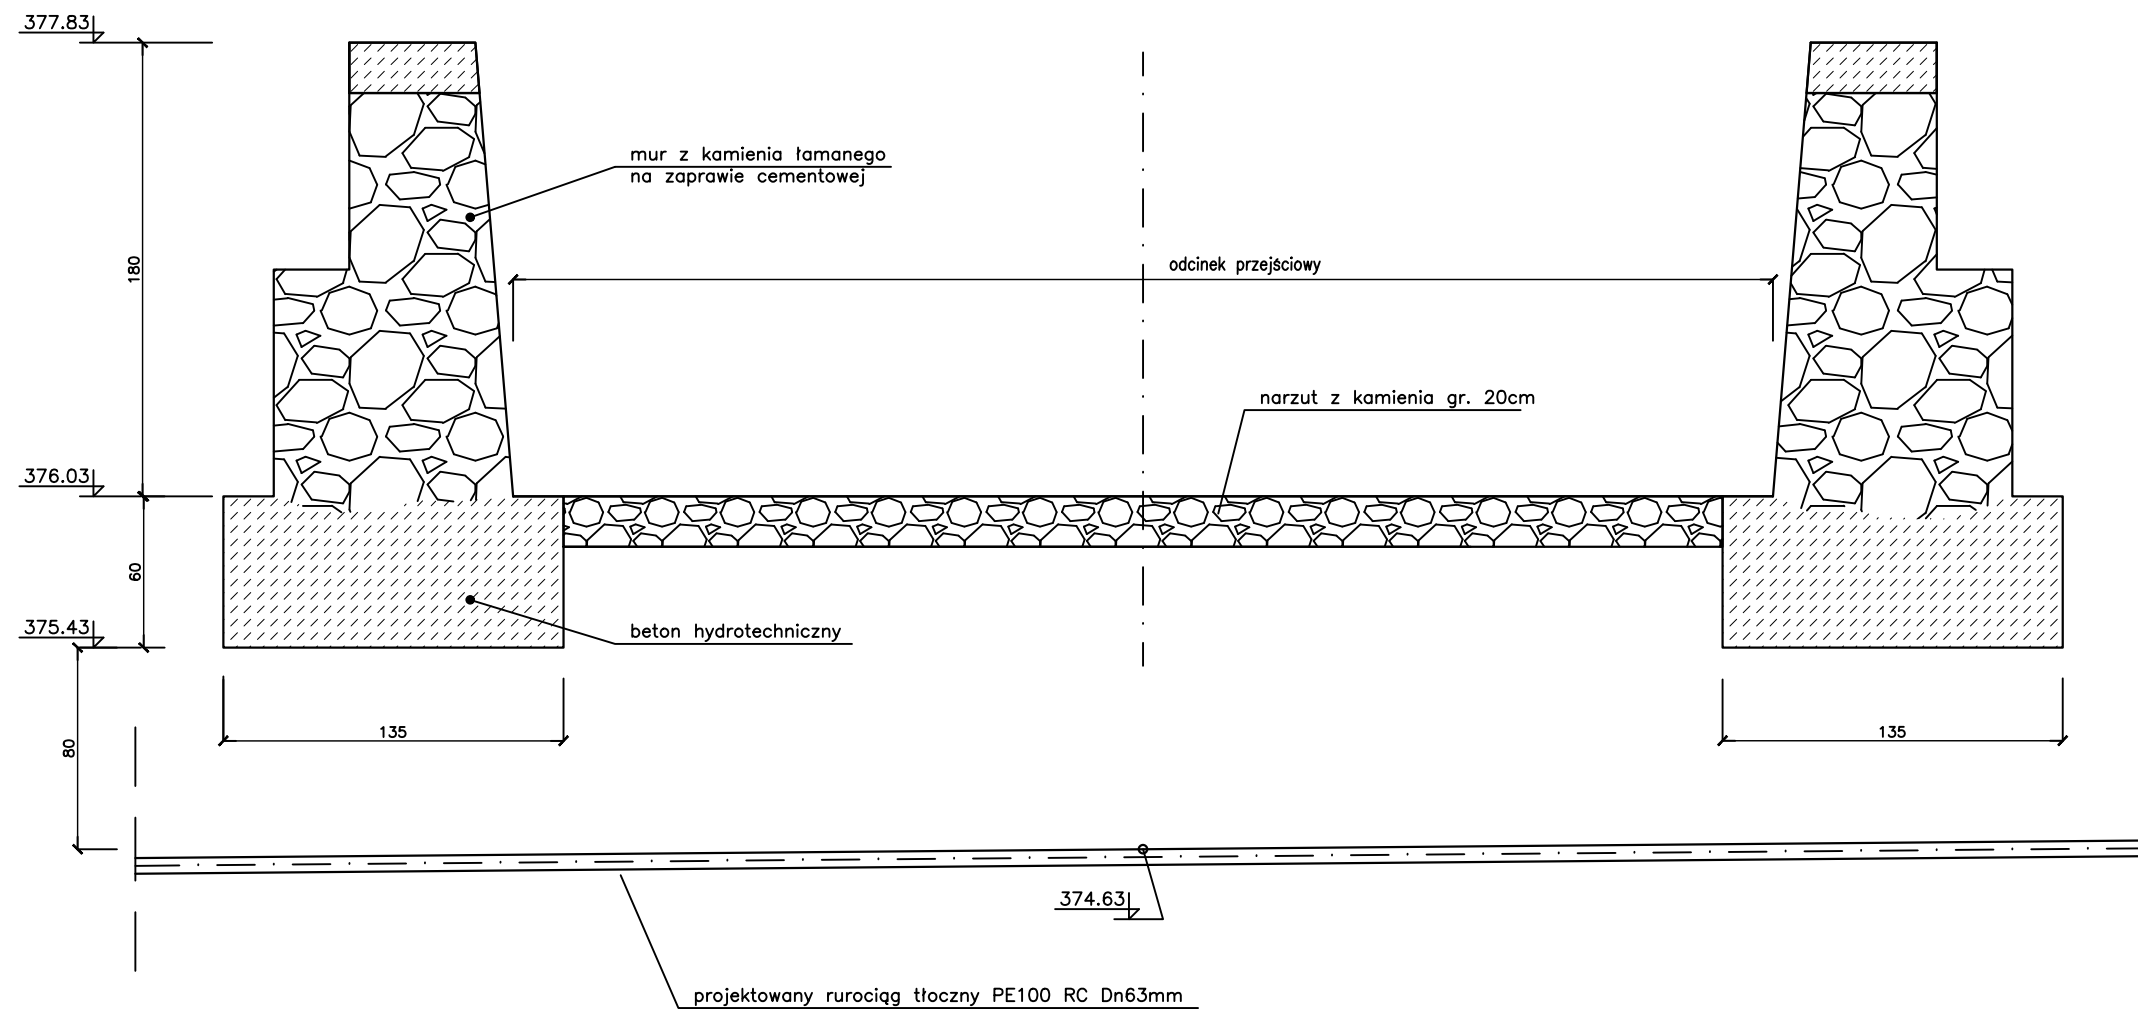 377.83
mur z kamienia łamanego
na zaprawie cementowej
180
odcinek przejściowy
narzut z kamienia gr. 20cm
376.03
60
375.43
beton hydrotechniczny
135
135
80
374.63
projektowany rurociąg tłoczny PE100 RC Dn63mm